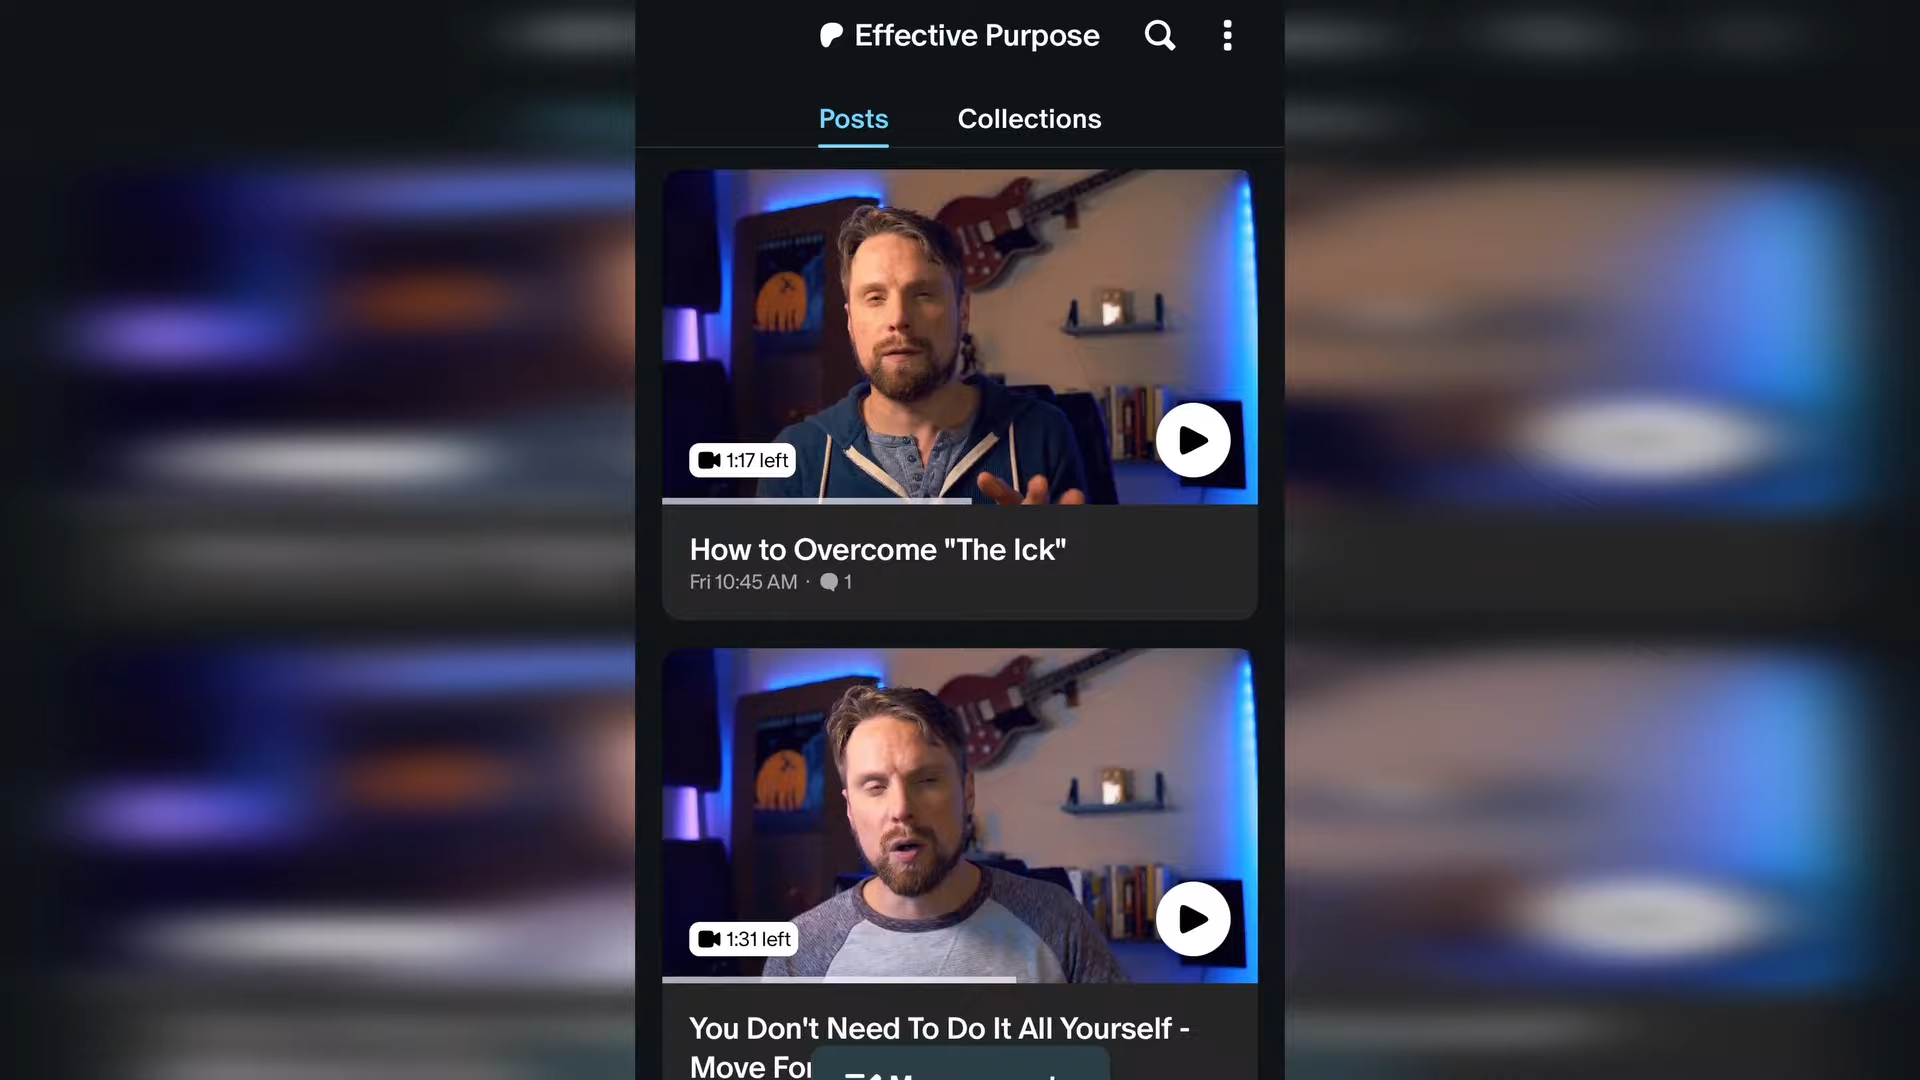 Effective Purpose
Posts Collections
1:17 left
How to Overcome "The Ick"
Fri 10:45 AM · 1
1:31 left
You Don't Need To Do It All Yourself -
Move